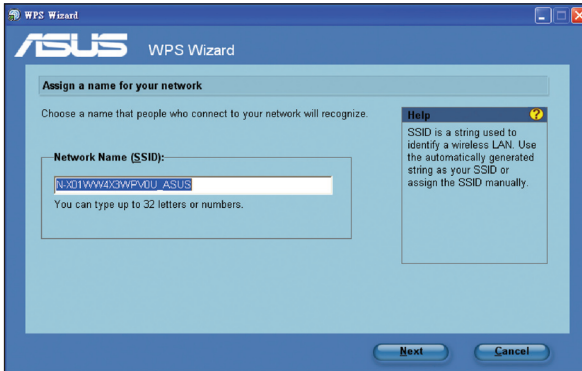 WPS Wizard
ASUS WPS Wizard
Assign a name for your network
Choose a name that people who connect to your network will recognize.
Network Name (SSID):
N-X01WW4X3WPV0U_ASUS
You can type up to 32 letters or numbers.
Help ?
SSID is a string used to
identify a wireless LAN. Use
the automatically generated
string as your SSID or
assign the SSID manually.
Next Cancel